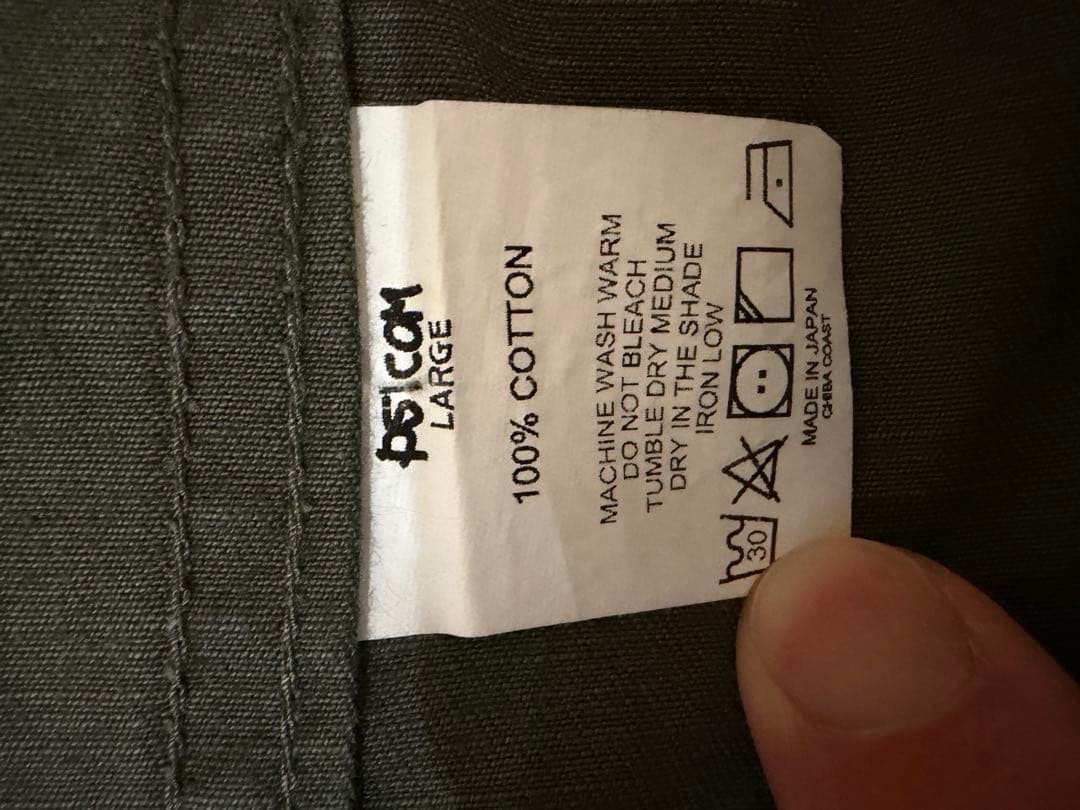 LARGE
100% COTTON
MACHINE WASH WARM
DO NOT BLEACH
TUMBLE DRY MEDIUM
DRY IN THE SHADE
IRON LOW
30
MADE IN JAPAN
CHIBA COAST